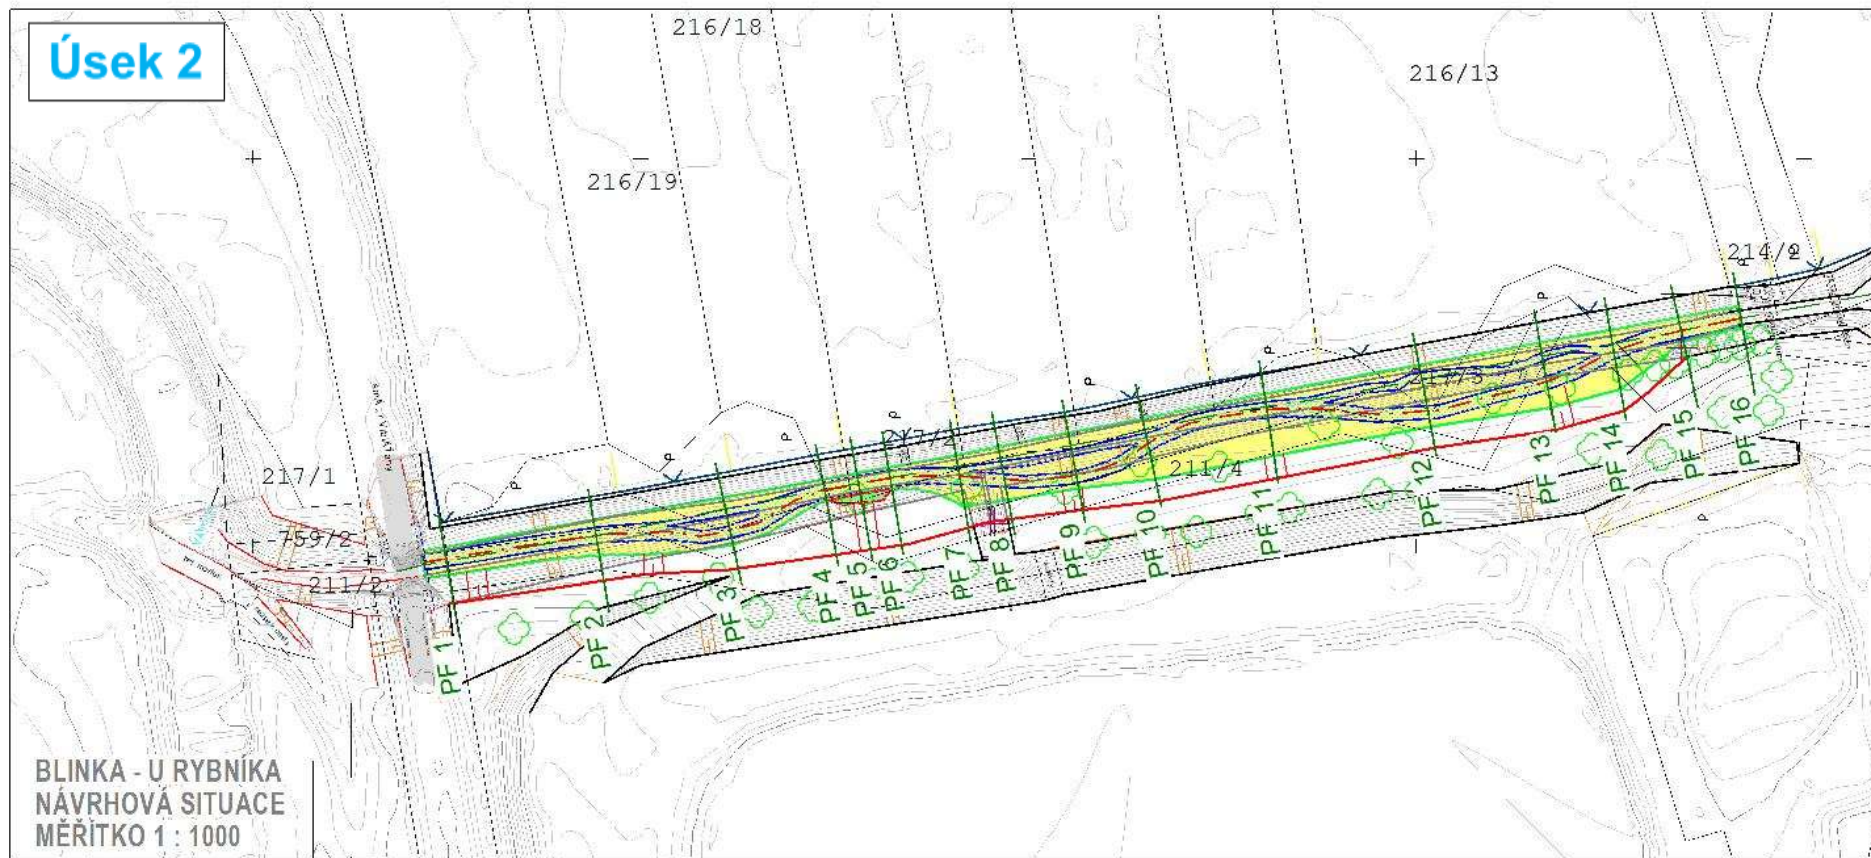 Úsek 2
216/18
216/13
216/19
214/2
217/3
217/2
211/4
217/1
759/2
211/2
PF 1
PF 2
PF 3
PF 4
PF 5
PF 6
PF 7
PF 8
PF 9
PF 10
PF 11
PF 12
PF 13
PF 14
PF 15
PF 16
BLINKA - U RYBNÍKA
NÁVRHOVÁ SITUACE
MĚŘÍTKO 1 : 1000